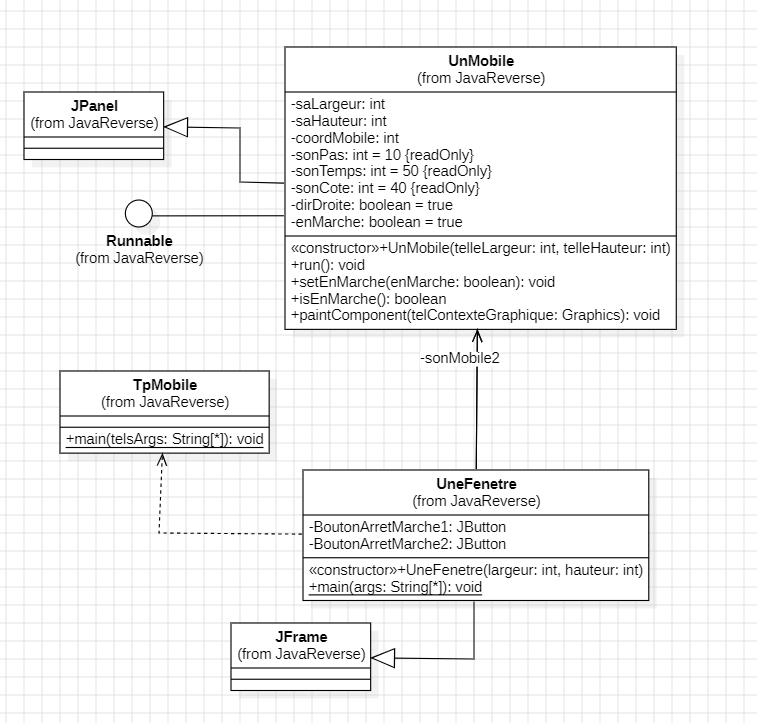 UnMobile
(from JavaReverse)
-saLargeur: int
-saHauteur: int
-coordMobile: int
-sonPas: int = 10 {readOnly}
-sonTemps: int = 50 {readOnly}
-sonCote: int = 40 {readOnly}
-dirDroite: boolean = true
-enMarche: boolean = true
«constructor»+UnMobile(telleLargeur: int, telleHauteur: int)
+run(): void
+setEnMarche(enMarche: boolean): void
+isEnMarche(): boolean
+paintComponent(telContexteGraphique: Graphics): void
JPanel
(from JavaReverse)
Runnable
(from JavaReverse)
-sonMobile2
TpMobile
(from JavaReverse)
+main(telsArgs: String[*]): void
UneFenetre
(from JavaReverse)
-BoutonArretMarche1: JButton
-BoutonArretMarche2: JButton
«constructor»+UneFenetre(largeur: int, hauteur: int)
+main(args: String[*]): void
JFrame
(from JavaReverse)